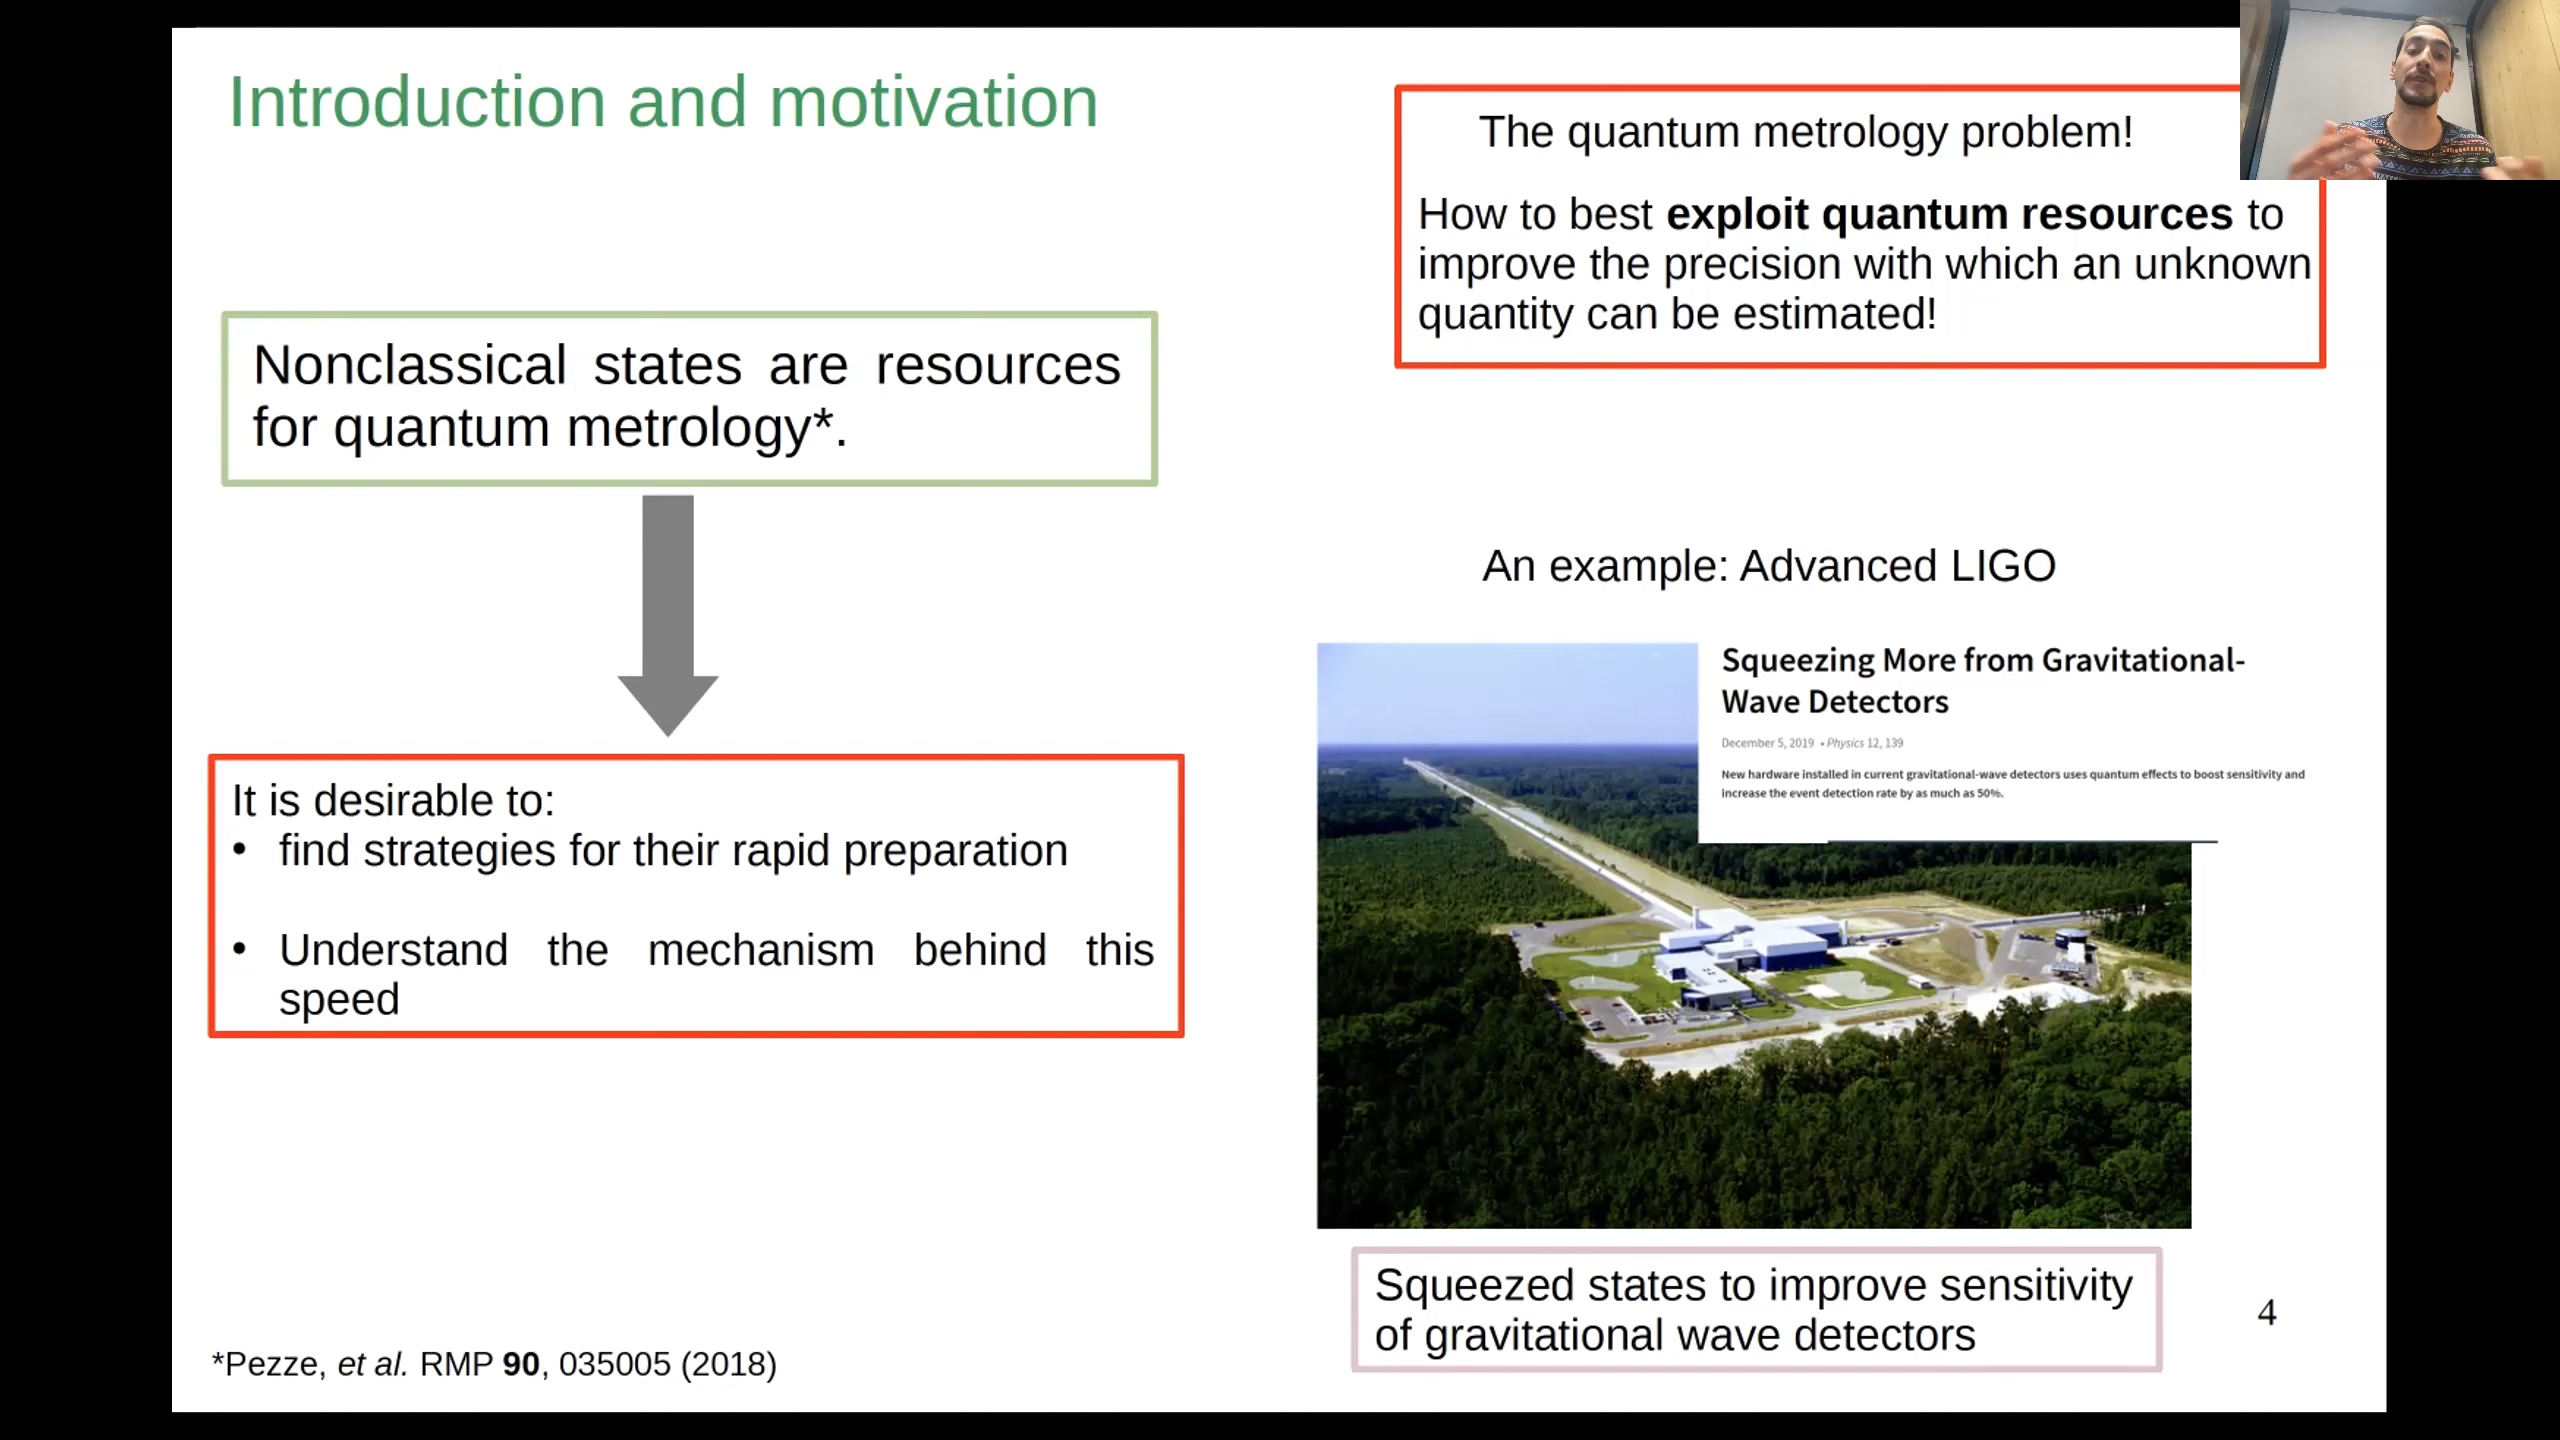 Introduction and motivation
The quantum metrology problem!
How to best exploit quantum resources to
improve the precision with which an unknown
quantity can be estimated!
Nonclassical states are resources
for quantum metrology*.
It is desirable to:
• find strategies for their rapid preparation
• Understand the mechanism behind this
speed
An example: Advanced LIGO
Squeezing More from Gravitational-
Wave Detectors
December 5, 2019 • Physics 12, 139
New hardware installed in current gravitational-wave detectors uses quantum effects to boost sensitivity and
increase the event detection rate by as much as 50%.
Squeezed states to improve sensitivity
of gravitational wave detectors
4
*Pezze, et al. RMP 90, 035005 (2018)